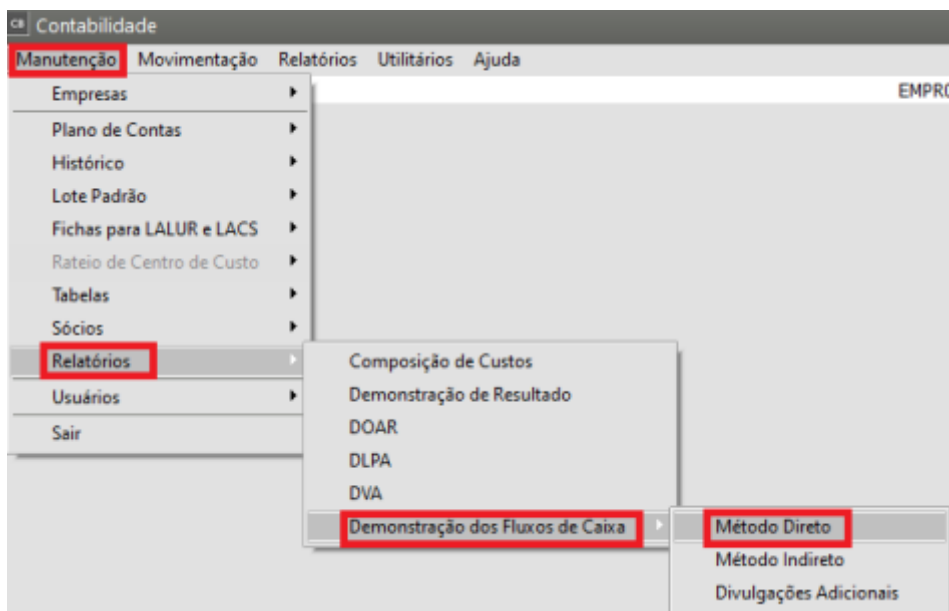 CB Contabilidade
Manutenção Movimentação Relatórios Utilitários Ajuda
Empresas
EMPRO
Plano de Contas
Histórico
Lote Padrão
Fichas para LALUR e LACS
Rateio de Centro de Custo
Tabelas
Sócios
Relatórios
Composição de Custos
Usuários
Demonstração de Resultado
Sair
DOAR
DLPA
DVA
Demonstração dos Fluxos de Caixa
Método Direto
Método Indireto
Divulgações Adicionais